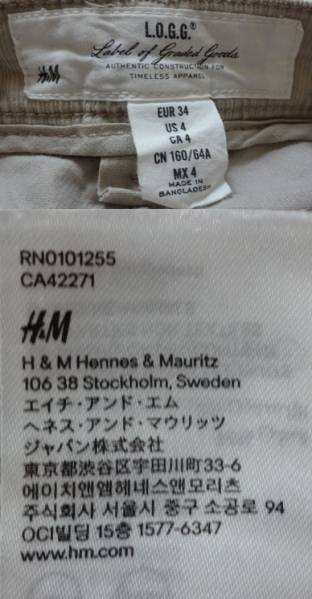 L.O.G.G.®
Label of Graded Goods
H&M
AUTHENTIC CONSTRUCTION FOR
TIMELESS APPAREL
EUR 34
US 4
CA 4
CN 160/64A
MX 4
MADE IN
BANGLADESH
RN0101255
CA42271
H&M
H & M Hennes & Mauritz
106 38 Stockholm, Sweden
エイチ・アンド・エム
ヘネス・アンド・マウリッツ
ジャパン株式会社
東京都渋谷区宇田川町33-6
에이치앤엠헤네스앤모리츠
주식회사 서울시 중구 소공로 94
OCI빌딩 15층 1577-6347
www.hm.com